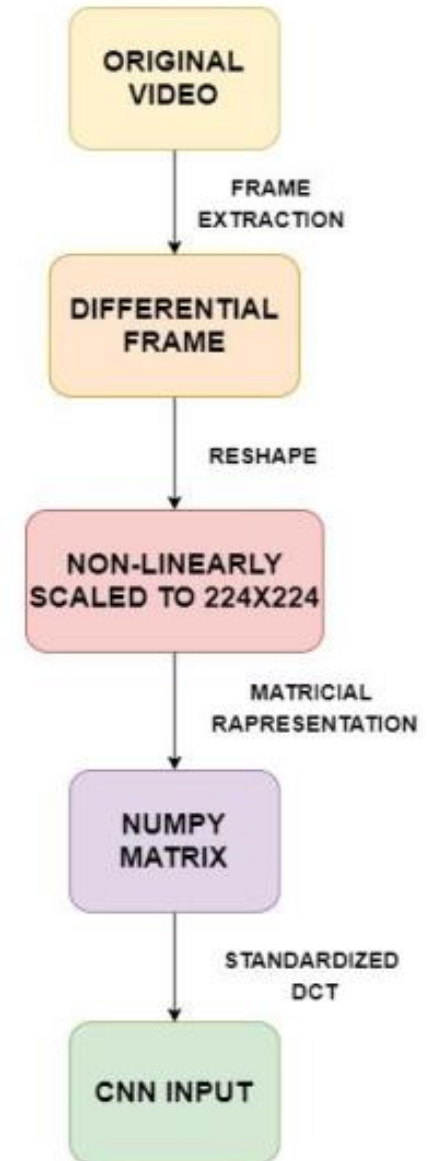 ORIGINAL
VIDEO
FRAME
EXTRACTION
DIFFERENTIAL
FRAME
RESHAPE
NON-LINEARLY
SCALED TO 224X224
MATRICIAL
RAPRESENTATION
NUMPY
MATRIX
STANDARDIZED
DCT
CNN INPUT